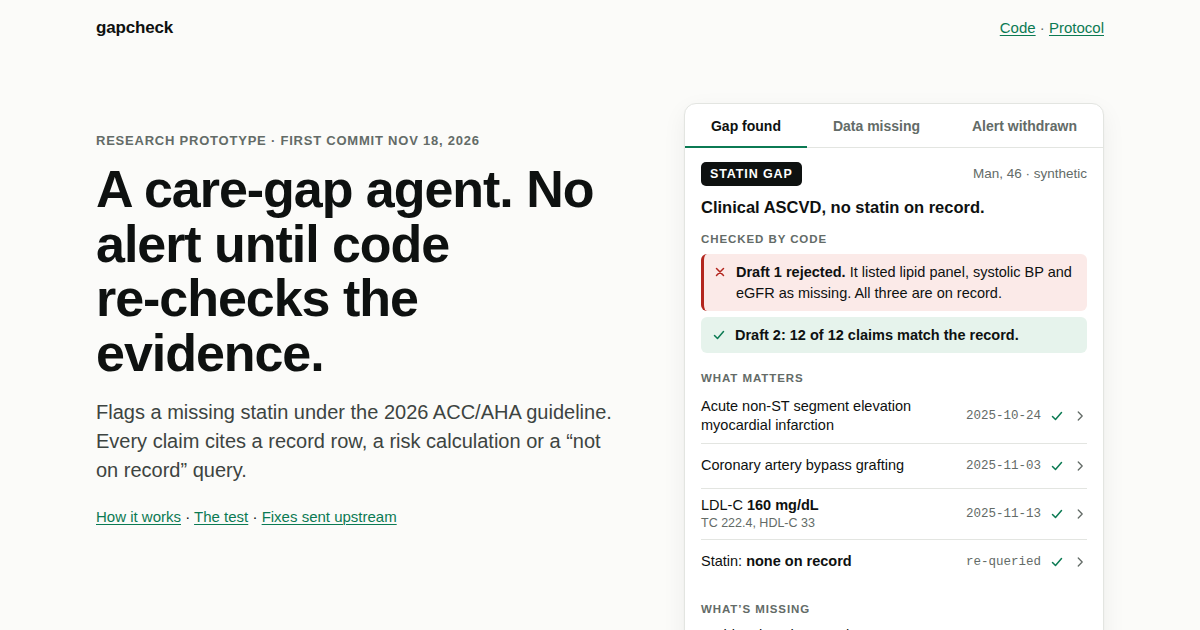 gapcheck
Code · Protocol
RESEARCH PROTOTYPE · FIRST COMMIT NOV 18, 2026
A care-gap agent. No
alert until code
re-checks the
evidence.
Flags a missing statin under the 2026 ACC/AHA guideline.
Every claim cites a record row, a risk calculation or a “not
on record” query.
How it works · The test · Fixes sent upstream
Gap found
Data missing
Alert withdrawn
STATIN GAP
Man, 46 · synthetic
Clinical ASCVD, no statin on record.
CHECKED BY CODE
Draft 1 rejected. It listed lipid panel, systolic BP and
eGFR as missing. All three are on record.
Draft 2: 12 of 12 claims match the record.
WHAT MATTERS
Acute non-ST segment elevation
myocardial infarction
2025-10-24
Coronary artery bypass grafting
2025-11-03
LDL-C 160 mg/dL
TC 222.4, HDL-C 33
2025-11-13
Statin: none on record
re-queried
WHAT’S MISSING